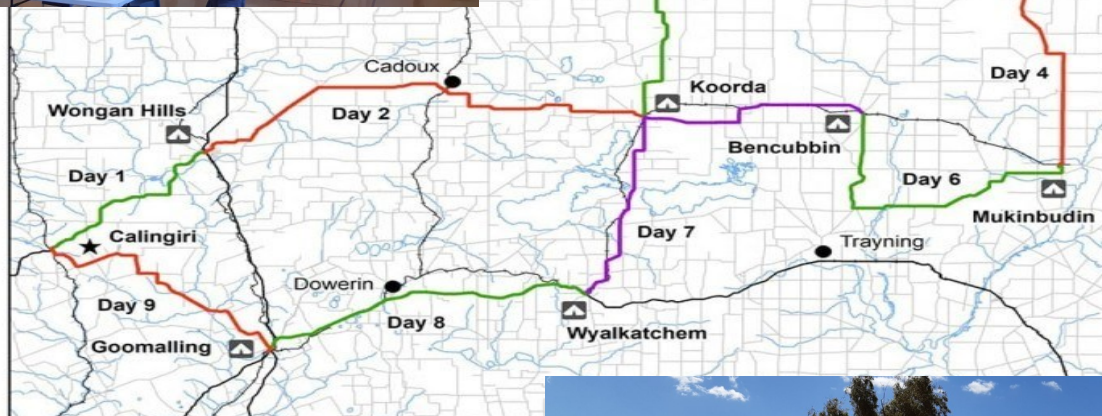 Cadoux
Koorda
Day 4
Wongan Hills
Day 2
Bencubbin
Day 1
Day 6
Mukinbudin
Calingiri
Day 7
Trayning
Dowerin
Day 9
Day 8
Wyalkatchem
Goomalling